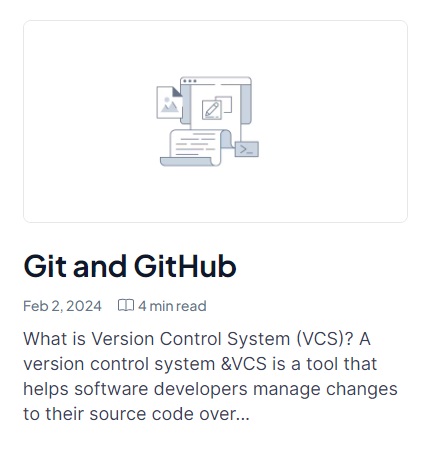 >_
Git and GitHub
Feb 2, 2024 4 min read
What is Version Control System (VCS)? A
version control system &VCS is a tool that
helps software developers manage changes
to their source code over...